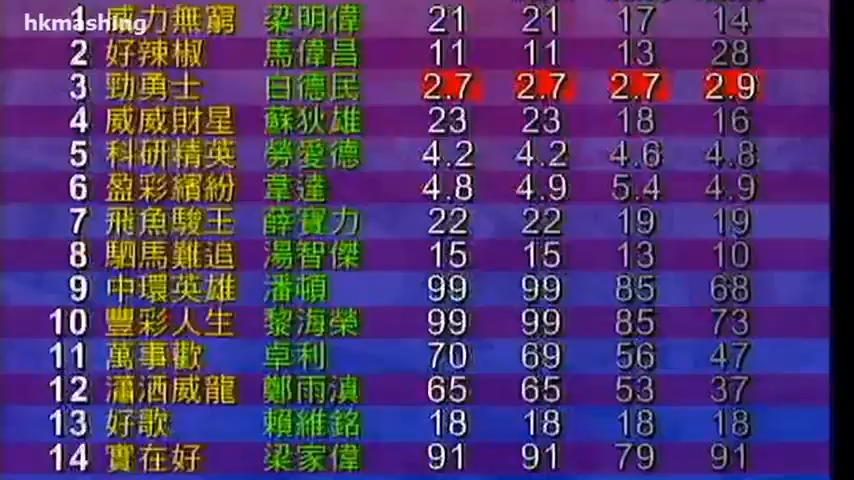 hkmashing
1 威力無窮 梁明偉 21 21 17 14
2 好辣椒 馬偉昌 11 11 13 28
3 勁勇士 白德民 2.7 2.7 2.7 2.9
4 威威財星 蘇狄雄 23 23 18 16
5 科研精英 勞愛德 4.2 4.2 4.6 4.8
6 盈彩繽紛 韋達 4.8 4.9 5.4 4.9
7 飛魚駿王 薛寶力 22 22 19 19
8 駟馬難追 湯智傑 15 15 13 10
9 中環英雄 潘頓 99 99 85 68
10 豐彩人生 黎海榮 99 99 85 73
11 萬事歡 卓利 70 69 56 47
12 瀟洒威龍 鄭雨滇 65 65 53 37
13 好歌 賴維銘 18 18 18 18
14 實在好 梁家偉 91 91 79 91